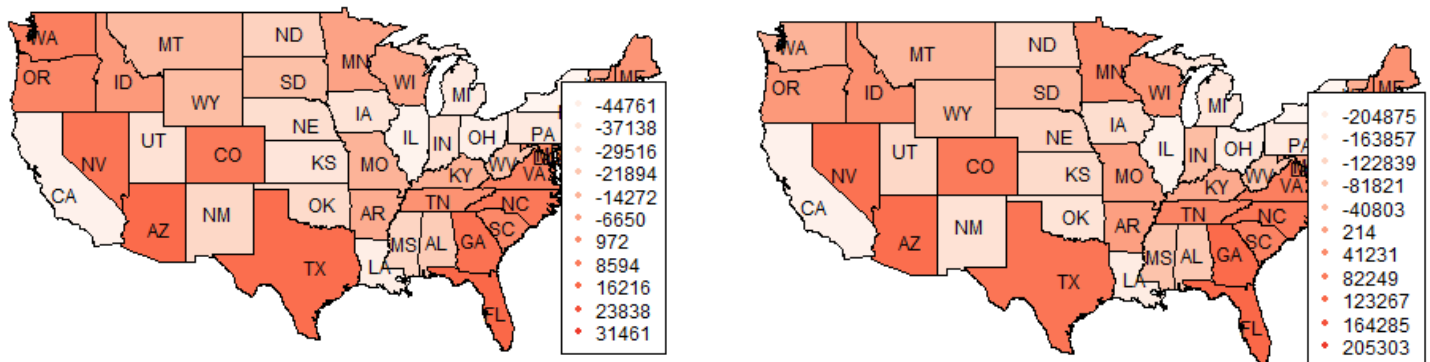 WA
MT
ND
MN
OR
ID
WY
SD
WI
MI
ME
NV
UT
CO
NE
IA
IL
IN
OH
PA
CA
AZ
NM
KS
OK
MO
KY
WV
VA
TX
AR
TN
NC
SC
MS
AL
GA
LA
FL
-44761
-37138
-29516
-21894
-14272
-6650
972
8594
16216
23838
31461
WA
MT
ND
MN
OR
ID
WY
SD
WI
MI
ME
NV
UT
CO
NE
IA
IL
IN
OH
PA
CA
AZ
NM
KS
OK
MO
KY
WV
VA
TX
AR
TN
NC
SC
MS
AL
GA
LA
FL
-204875
-163857
-122839
-81821
-40803
214
41231
82249
123267
164285
205303